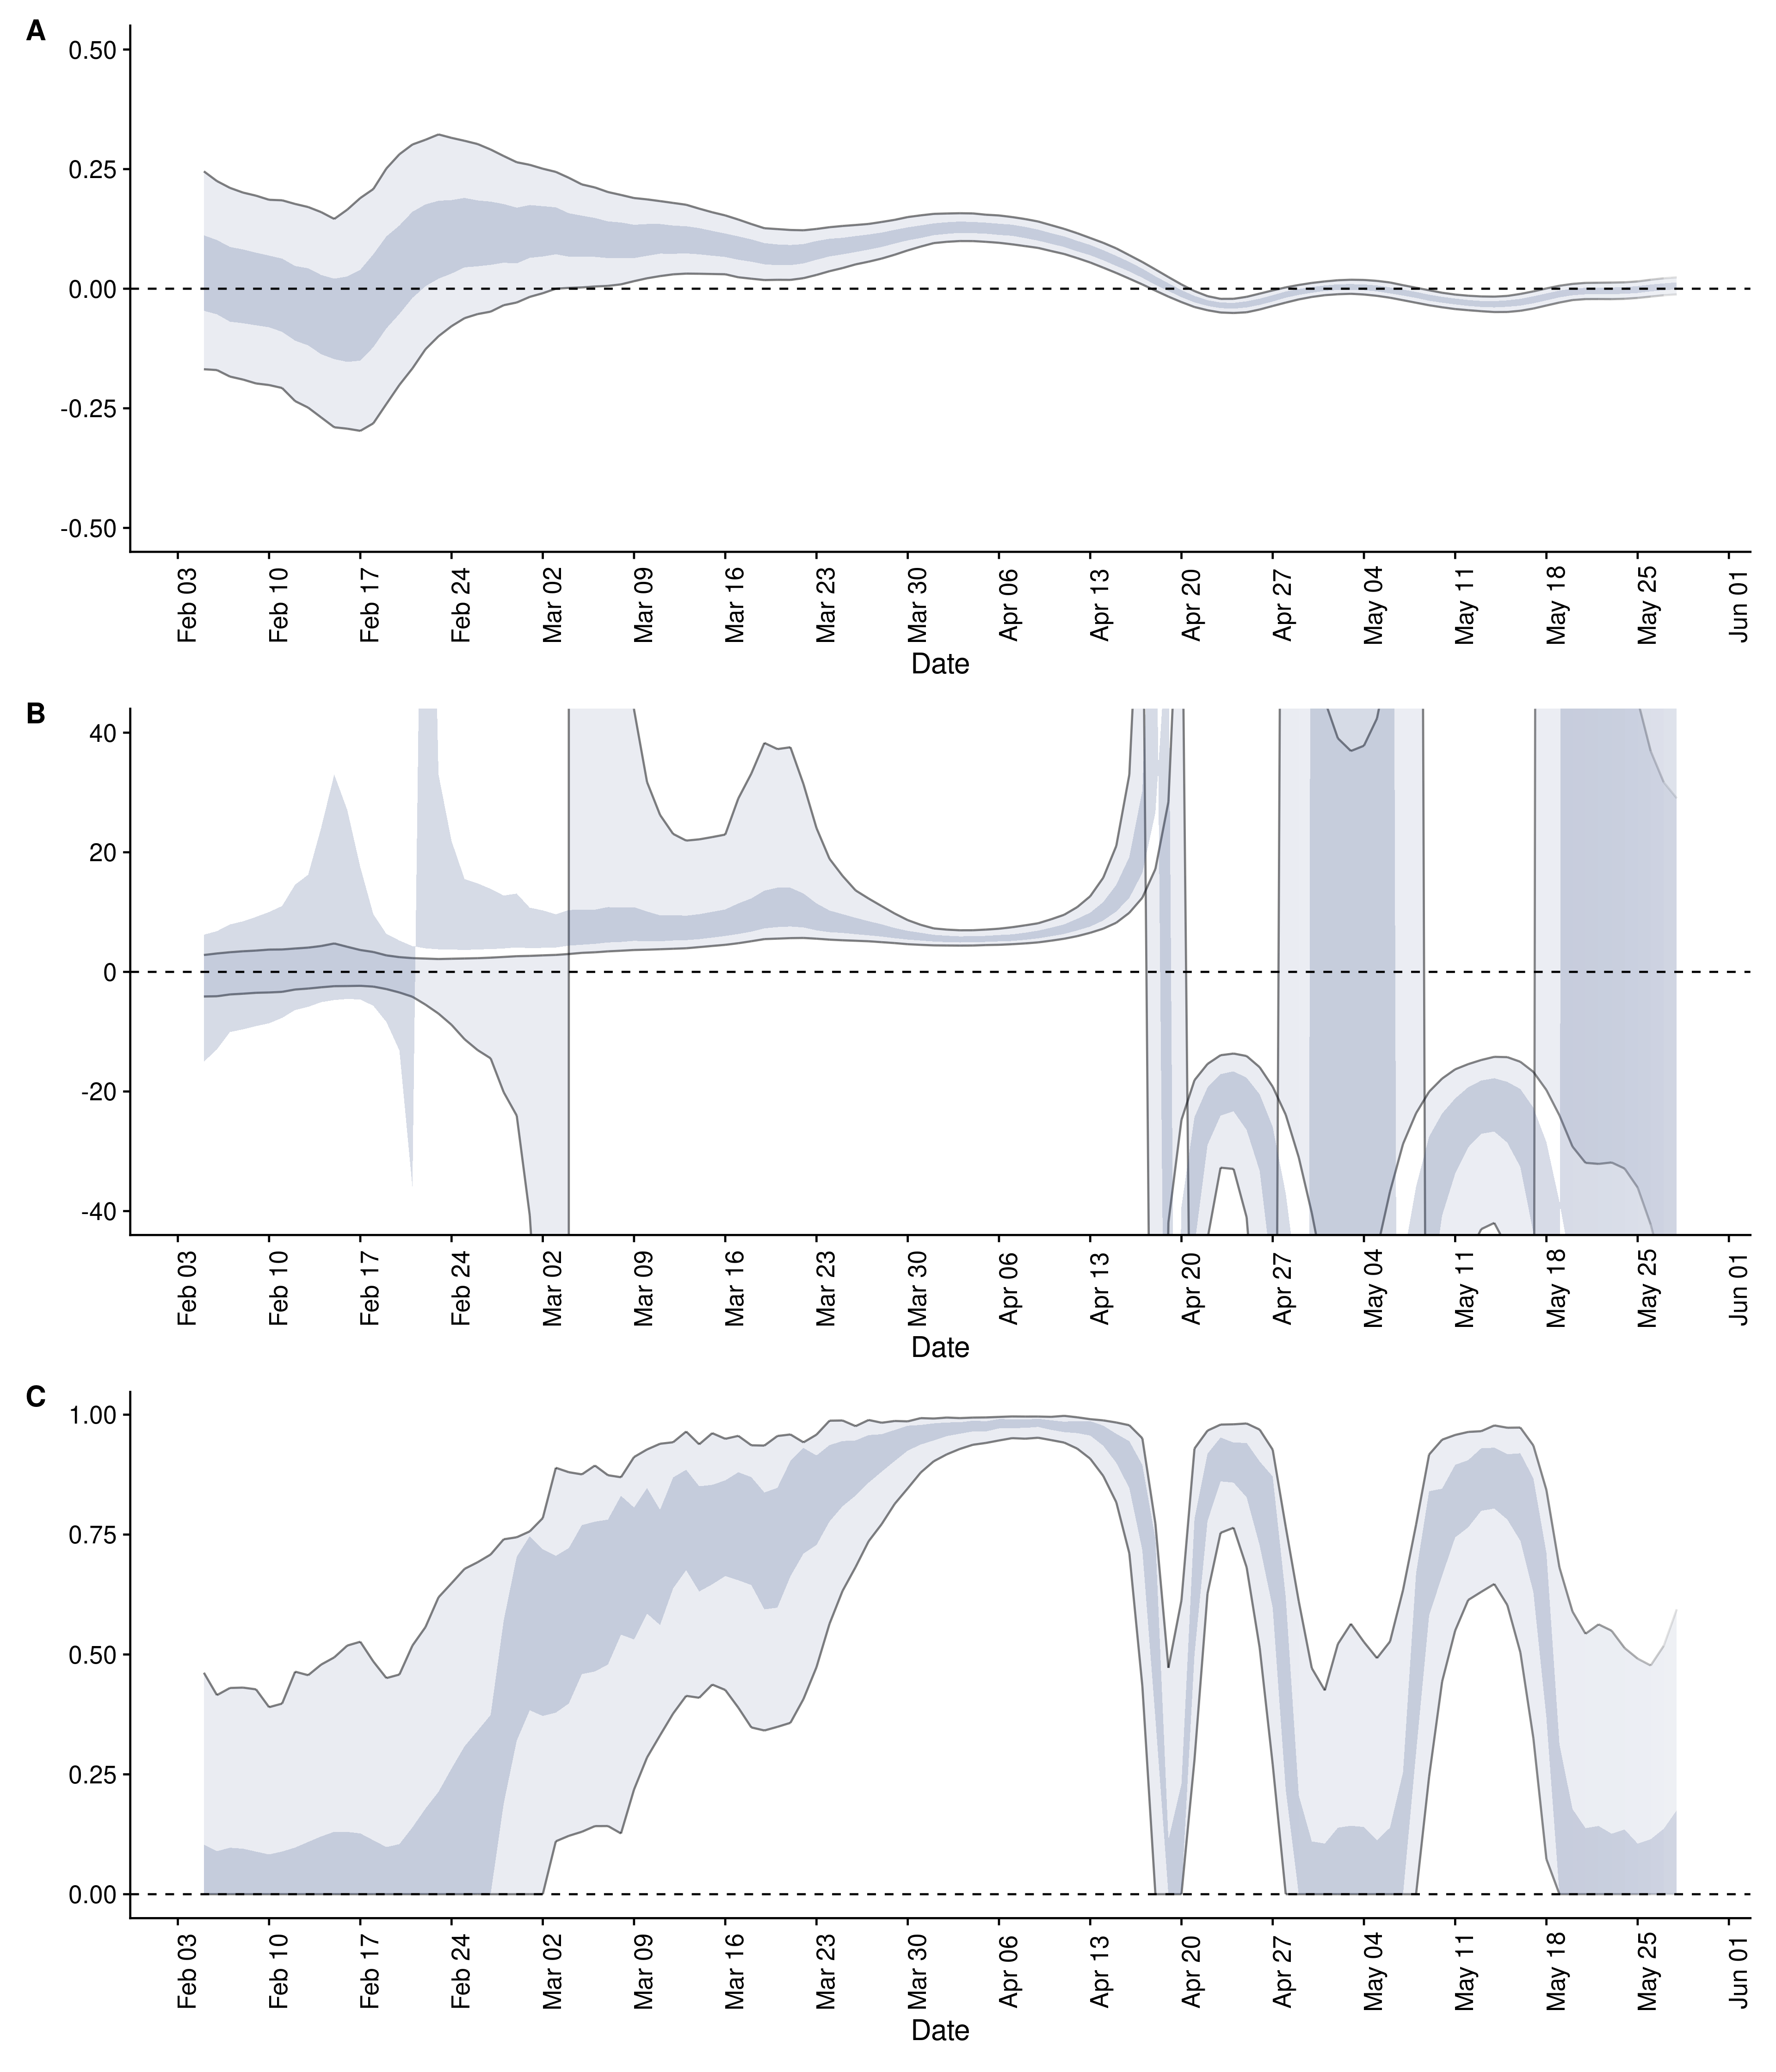 A
0.50
0.25
0.00
-0.25
-0.50
Feb 03
Feb 10
Feb 17
Feb 24
Mar 02
Mar 09
Mar 16
Mar 23
Mar 30
Apr 06
Apr 13
Apr 20
Apr 27
May 04
May 11
May 18
May 25
Jun 01
Date
B
40
20
0
-20
-40
Feb 03
Feb 10
Feb 17
Feb 24
Mar 02
Mar 09
Mar 16
Mar 23
Mar 30
Apr 06
Apr 13
Apr 20
Apr 27
May 04
May 11
May 18
May 25
Jun 01
Date
C
1.00
0.75
0.50
0.25
0.00
Feb 03
Feb 10
Feb 17
Feb 24
Mar 02
Mar 09
Mar 16
Mar 23
Mar 30
Apr 06
Apr 13
Apr 20
Apr 27
May 04
May 11
May 18
May 25
Jun 01
Date